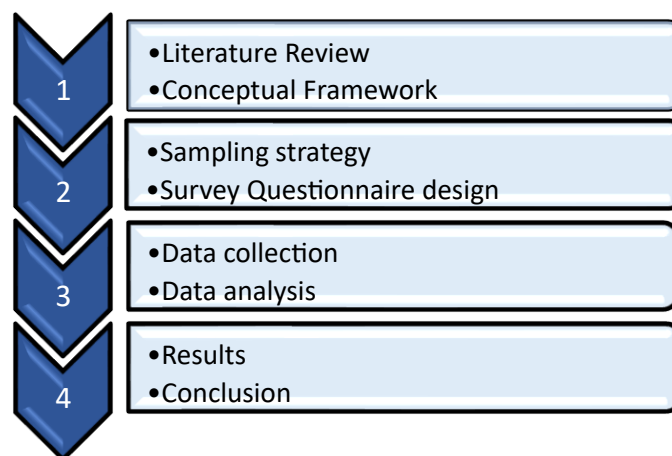 1
•Literature Review
•Conceptual Framework
2
•Sampling strategy
•Survey Questionnaire design
3
•Data collection
•Data analysis
4
•Results
•Conclusion